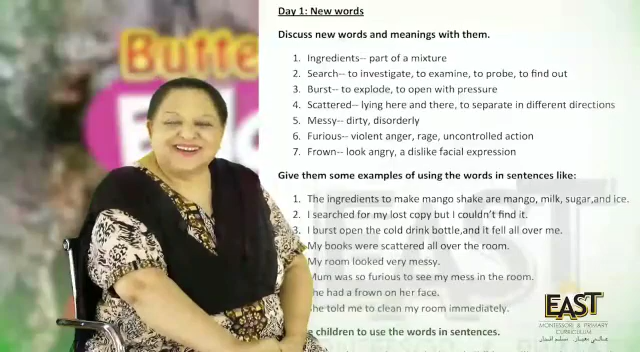 Butte
Day 1: New words
Discuss new words and meanings with them.
1. Ingredients-- part of a mixture
2. Search-- to investigate, to examine, to probe, to find out
3. Burst-- to explode, to open with pressure
4. Scattered-- lying here and there, to separate in different directions
5. Messy-- dirty, disorderly
6. Furious-- violent anger, rage, uncontrolled action
7. Frown-- look angry, a dislike facial expression
Give them some examples of using the words in sentences like:
1. The ingredients to make mango shake are mango, milk, sugar,and ice.
2. I searched for my lost copy but I couldn't find it.
3. I burst open the cold drink bottle,and it fell all over me.
My books were scattered all over the room.
My room looked very messy.
Mum was so furious to see my mess in the room.
he had a frown on her face.
he told me to clean my room immediately.
e children to use the words in sentences.
EAST
MONTESSORI & PRIMARY
CURRICULUM